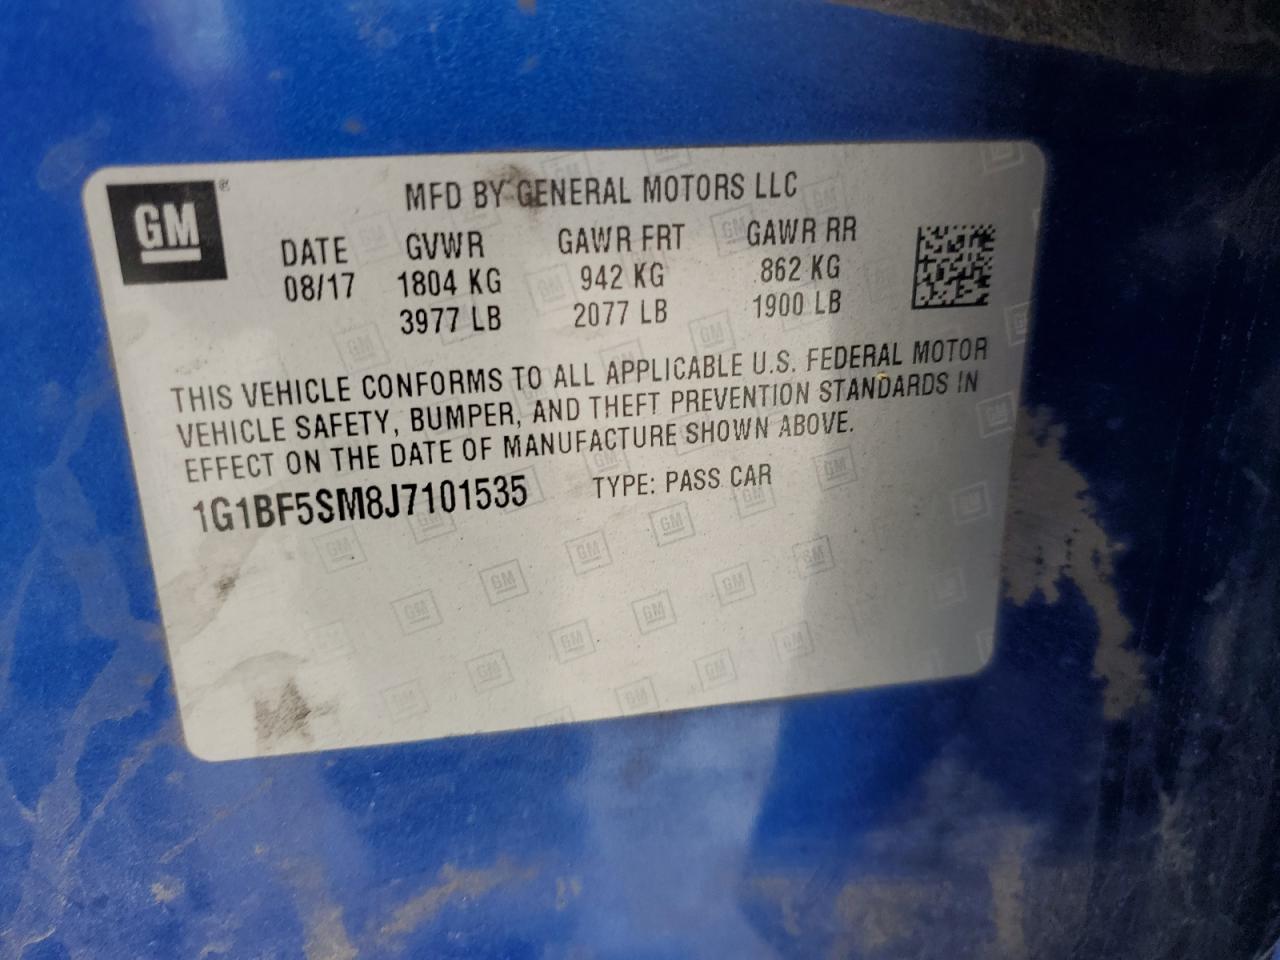 GM®
MFD BY GENERAL MOTORS LLC
DATE GVWR GAWR FRT GAWR RR
08/17 1804 KG 942 KG 862 KG
3977 LB 2077 LB 1900 LB
THIS VEHICLE CONFORMS TO ALL APPLICABLE U.S. FEDERAL MOTOR
VEHICLE SAFETY, BUMPER, AND THEFT PREVENTION STANDARDS IN
EFFECT ON THE DATE OF MANUFACTURE SHOWN ABOVE.
1G1BF5SM8J7101535 TYPE: PASS CAR